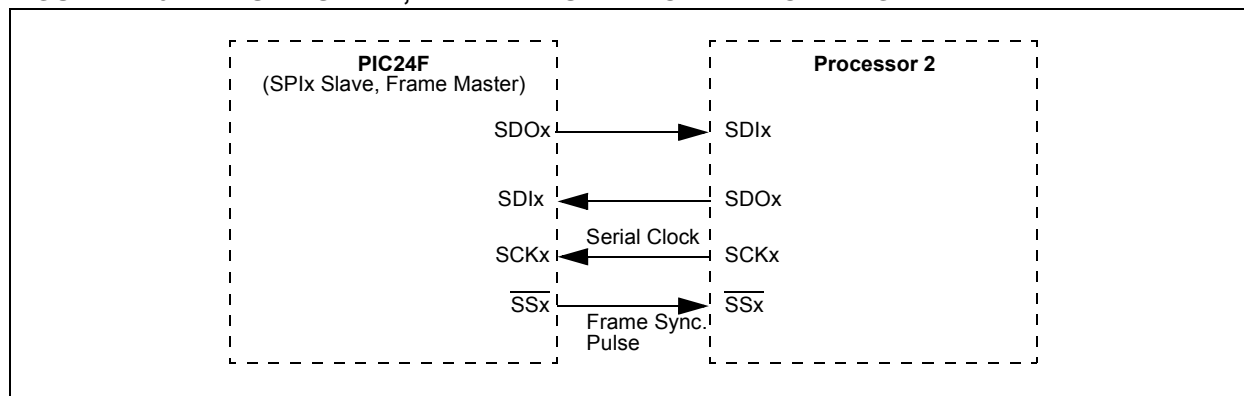 PIC24F
(SPIx Slave, Frame Master)
Processor 2
SDOx
SDIx
SDIx
SDOx
Serial Clock
SCKx
SCKx
SSx
SSx
Frame Sync.
Pulse